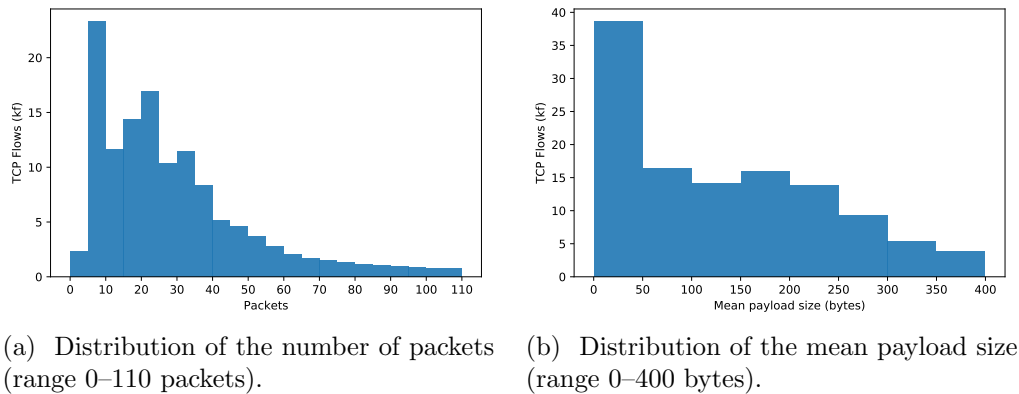 20
15
10
5
0
TCP Flows (kf)
0 10 20 30 40 50 60 70 80 90 100 110
Packets
40
35
30
25
20
15
10
5
0
TCP Flows (kf)
0 50 100 150 200 250 300 350 400
Mean payload size (bytes)
(a) Distribution of the number of packets
(range 0–110 packets).
(b) Distribution of the mean payload size
(range 0–400 bytes).